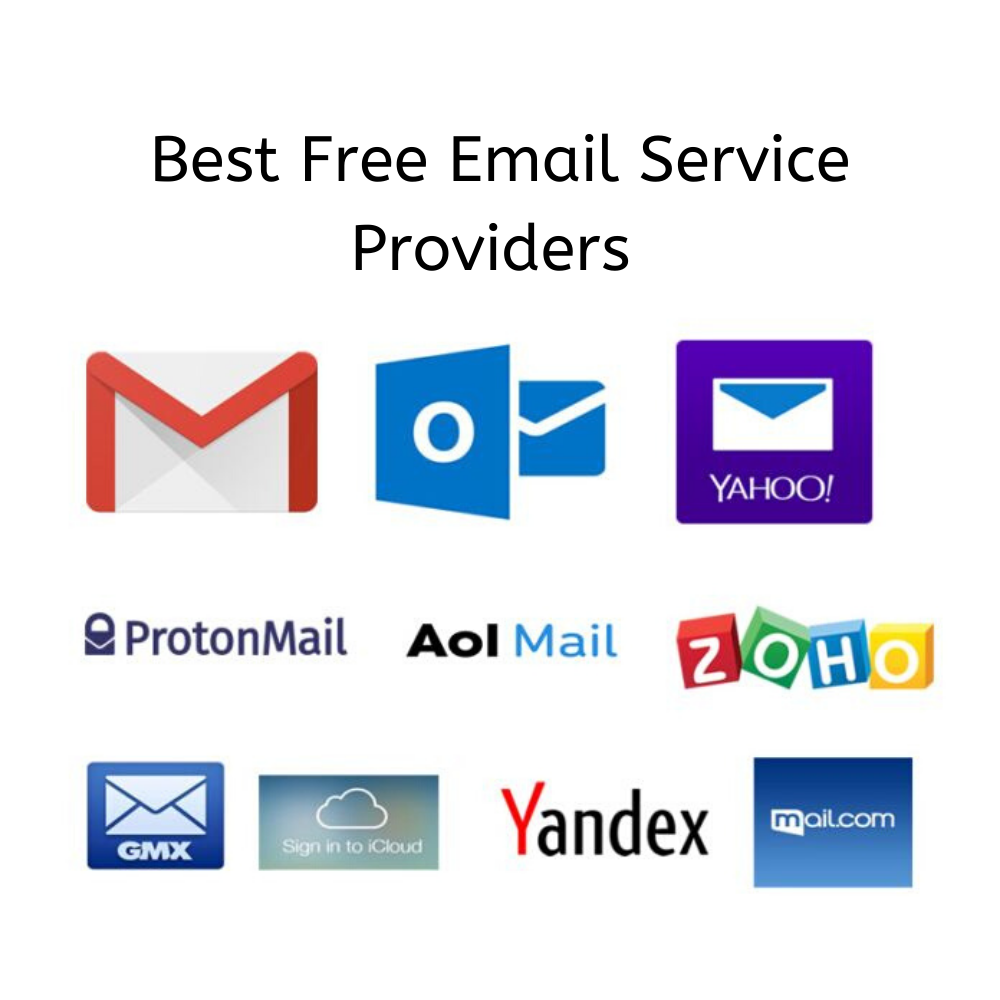 Best Free Email Service
Providers
O
YAHOO!
ProtonMail
Aol Mail
ZOHO
GMX
Sign in to iCloud
Yandex
mail.com